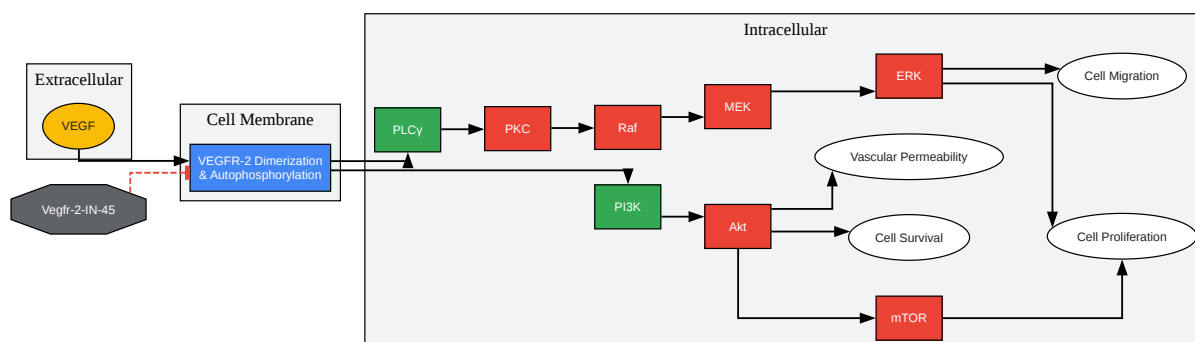 Intracellular
Extracellular
VEGF
Cell Membrane
VEGFR-2 Dimerization
& Autophosphorylation
Vegfr-2-IN-45
PLCγ
PKC
Raf
MEK
ERK
Cell Migration
Vascular Permeability
PI3K
Akt
Cell Survival
Cell Proliferation
mTOR